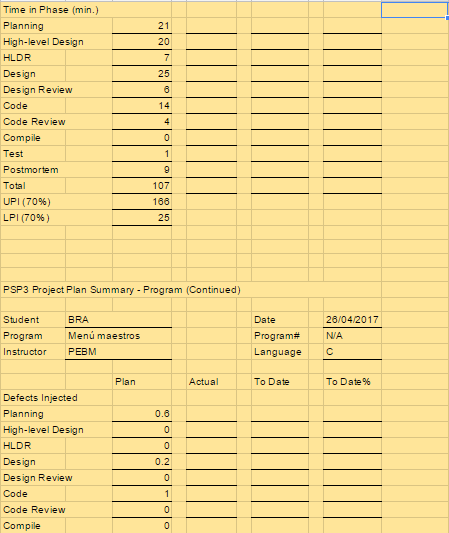 Time in Phase (min.)
Planning 21
High-level Design 20
HLDR 7
Design 25
Design Review 6
Code 14
Code Review 4
Compile 0
Test 1
Postmortem 9
Total 107
UPI (70%) 166
LPI (70%) 25
PSP3 Project Plan Summary - Program (Continued)
Student BRA Date 26/04/2017
Program Menú maestros Program# N/A
Instructor PEBM Language C
Plan Actual To Date To Date%
Defects Injected
Planning 0.6
High-level Design 0
HLDR 0
Design 0.2
Design Review 0
Code 1
Code Review 0
Compile 0